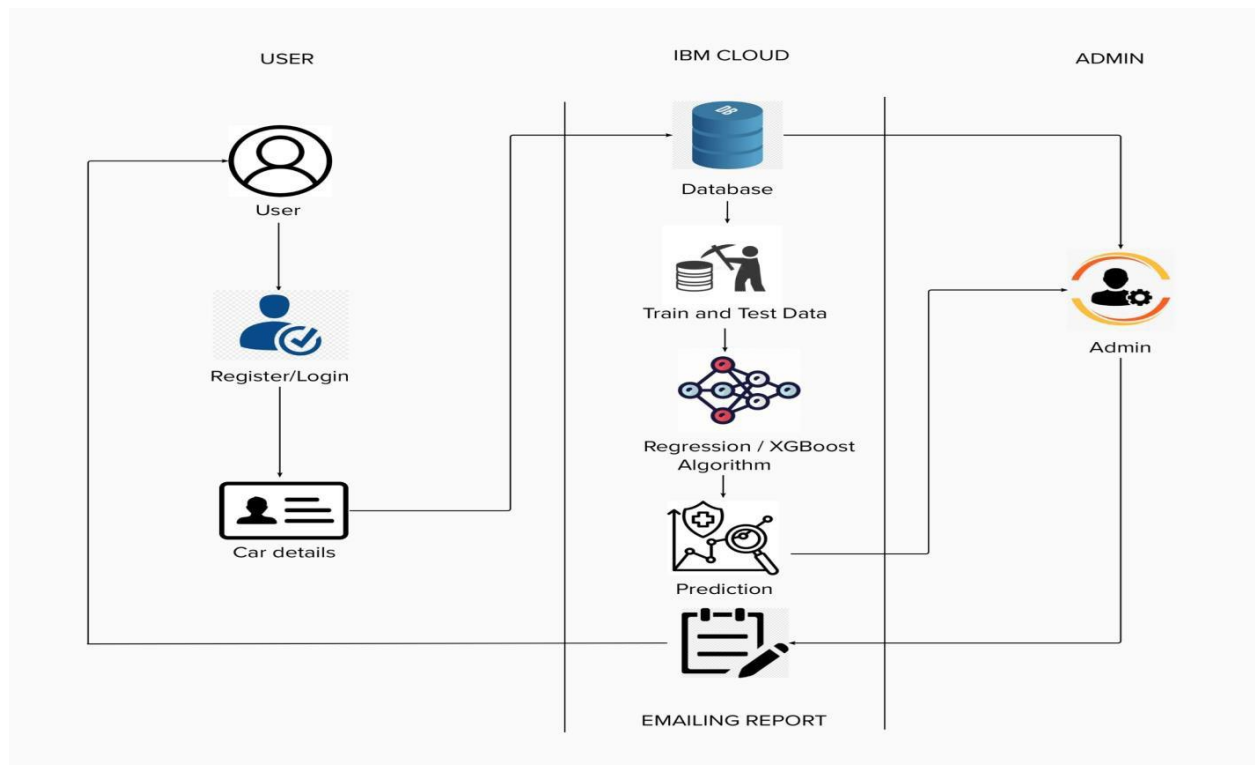 USER
IBM CLOUD
ADMIN
DB
Database
User
Train and Test Data
Register/Login
Admin
Regression / XGBoost
Algorithm
Car details
Prediction
EMAILING REPORT